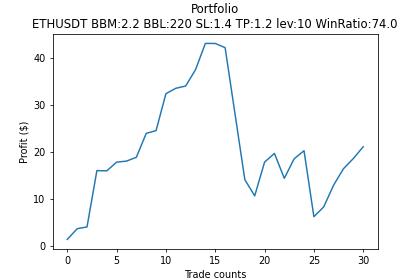 Portfolio
ETHUSDT BBM:2.2 BBL:220 SL:1.4 TP:1.2 lev:10 WinRatio:74.0
40
30
20
10
0
Profit ($)
0 5 10 15 20 25 30
Trade counts